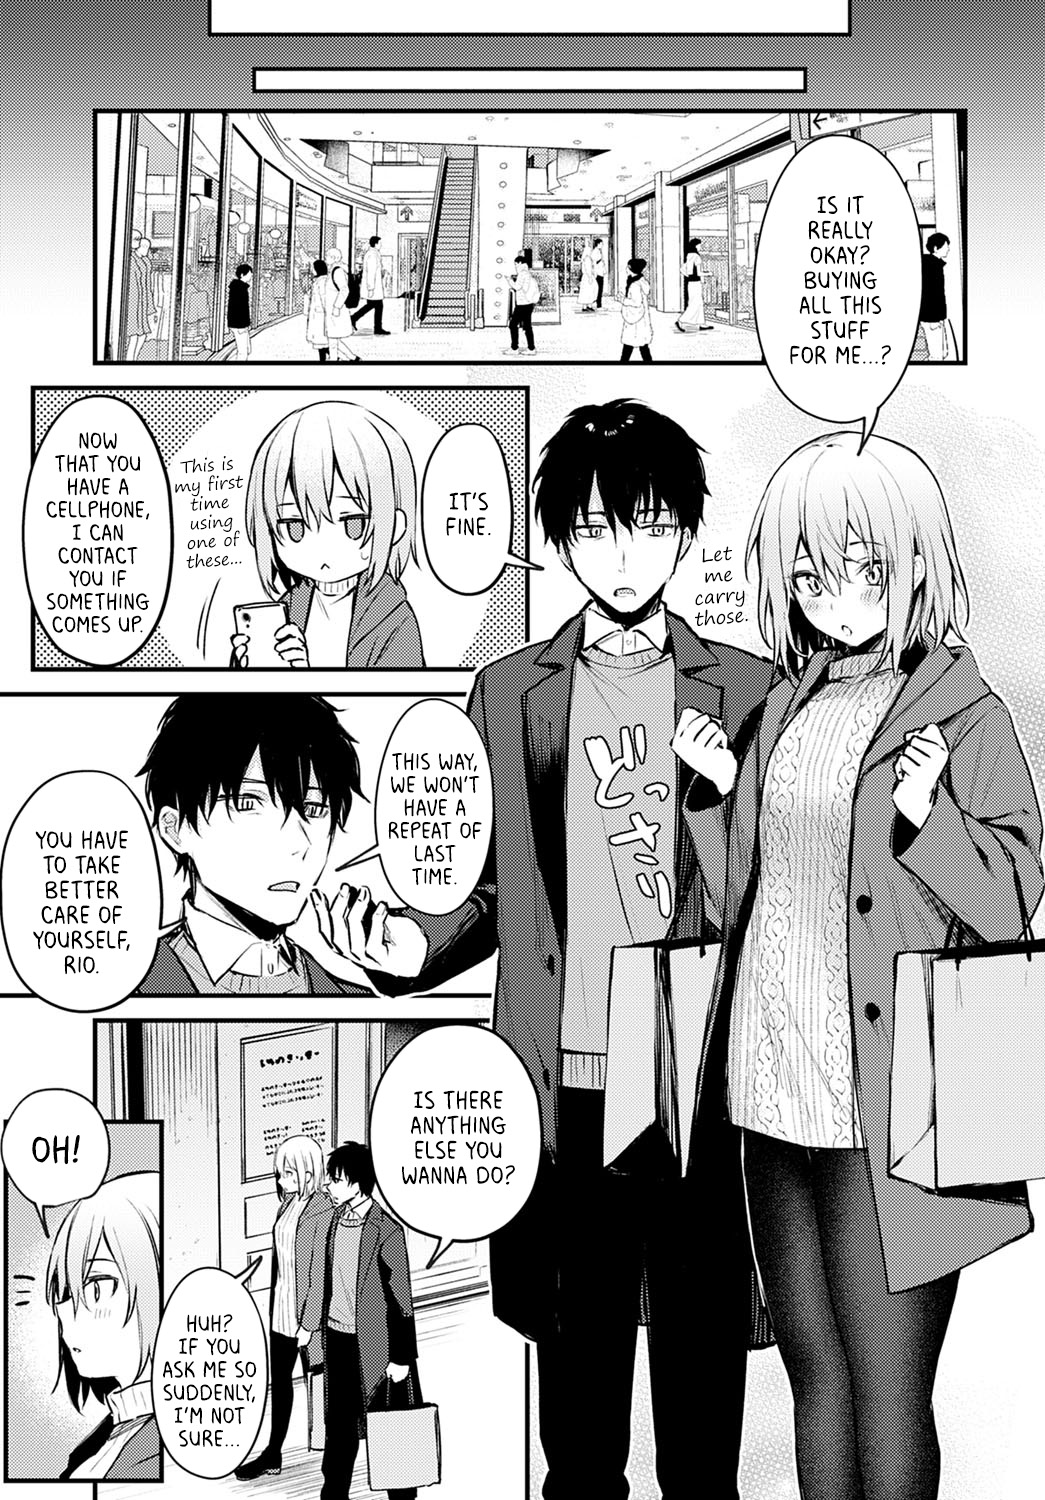 IS IT
REALLY
OKAY?
BUYING
ALL THIS
STUFF
FOR ME...?
Let
me
carry
those.
どっさり
IT'S
FINE.
This is
my first
time
using
one of
these...
NOW
THAT YOU
HAVE A
CELLPHONE,
I CAN
CONTACT
YOU IF
SOMETHING
COMES UP.
THIS WAY,
WE WON'T
HAVE A
REPEAT OF
LAST
TIME.
YOU HAVE
TO TAKE
BETTER
CARE OF
YOURSELF,
RIO.
IS THERE
ANYTHING
ELSE YOU
WANNA DO?
HUH?
IF YOU
ASK ME SO
SUDDENLY,
I'M NOT
SURE...
OH!